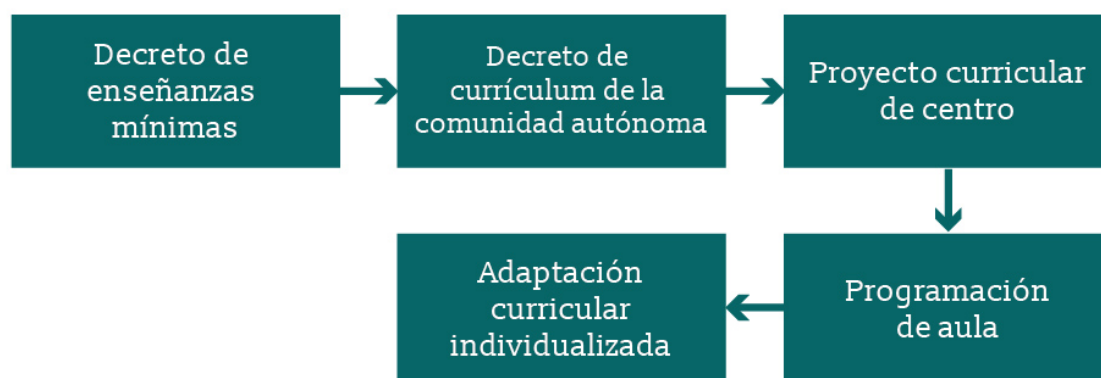 Decreto de
enseñanzas
mínimas
Decreto de
currículum de la
comunidad autónoma
Proyecto curricular
de centro
Adaptación
curricular
individualizada
Programación
de aula